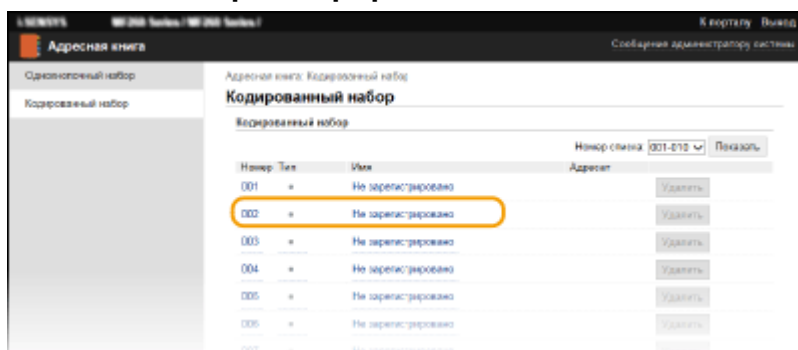 К порталу Выход
Адресная книга
Сообщение администратору системы
Однокнопочный набор
Адресная книга: Кодированный набор
Кодированный набор
Кодированный набор
Кодированный набор
Номер списка 001-010 Показать
Номер Тип Имя Адресат
001 Не зарегистрировано Удалить
002 Не зарегистрировано Удалить
003 Не зарегистрировано Удалить
004 Не зарегистрировано Удалить
005 Не зарегистрировано Удалить
006 Не зарегистрировано Удалить